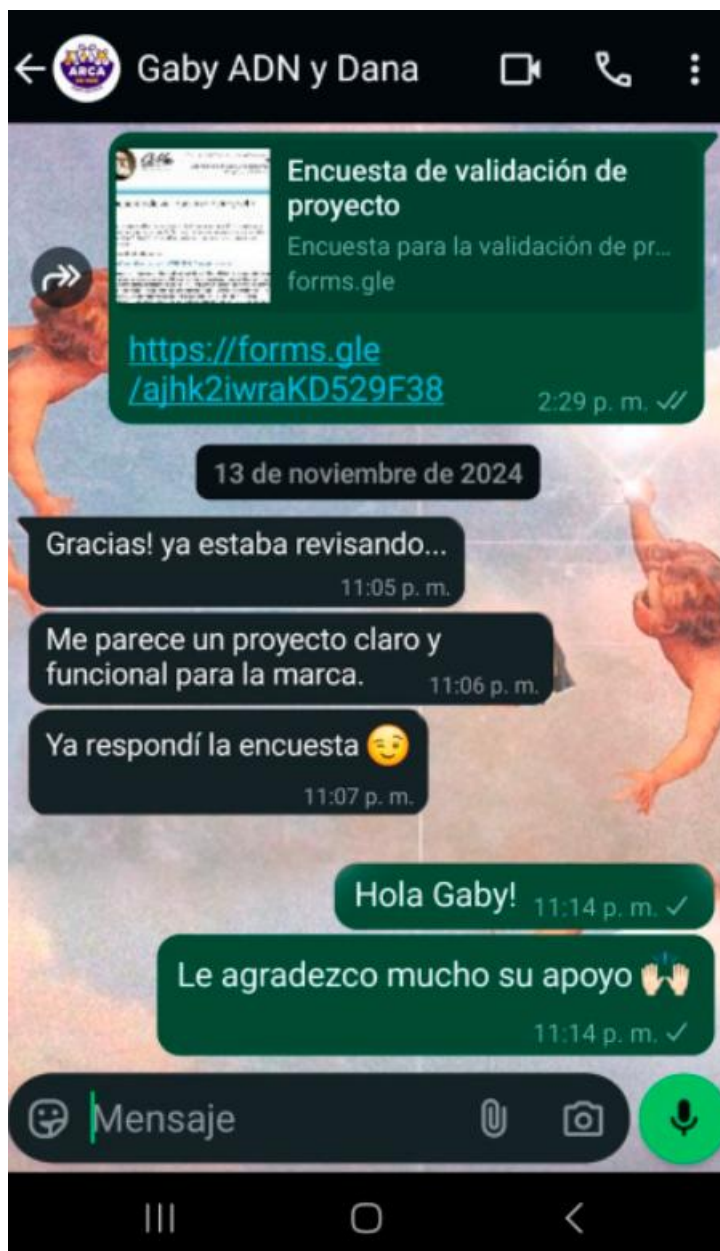 Gaby ADN y Dana
ARCA
Encuesta de validación de
proyecto
Encuesta para la validación de pr...
forms.gle
https://forms.gle
/ajhk2iwraKD529F38
2:29 p. m.
13 de noviembre de 2024
Gracias! ya estaba revisando...
11:05 p. m.
Me parece un proyecto claro y
funcional para la marca.
11:06 p. m.
Ya respondí la encuesta 😉
11:07 p. m.
Hola Gaby!
11:14 p. m.
Le agradezco mucho su apoyo 🙌🏻
11:14 p. m.
Mensaje